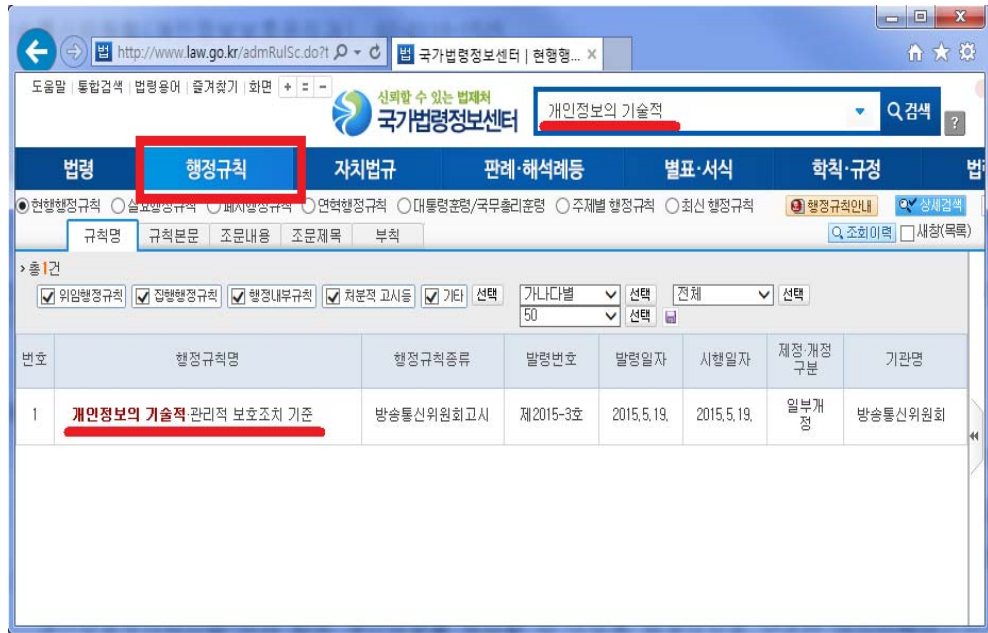 법 http://www.law.go.kr/admRulSc.do?t 법 국가법령정보센터 | 현행행...
도움말 통합검색 법령용어 즐겨찾기 화면 + = -
신뢰할 수 있는 법제처
국가법령정보센터 개인정보의 기술적 검색 ?
법령 행정규칙 자치법규 판례·해석례등 별표·서식 학칙·규정
현행행정규칙 실효행정규칙 폐지행정규칙 연혁행정규칙 대통령훈령/국무총리훈령 주제별 행정규칙 최신 행정규칙 행정규칙안내 상세검색
규칙명 규칙본문 조문내용 조문제목 부칙 조회이력 새창(목록)
› 총1건
위임행정규칙 집행행정규칙 행정내부규칙 처분적 고시등 기타 선택 가나다별 선택 전체 선택
50 선택
번호 행정규칙명 행정규칙종류 발령번호 발령일자 시행일자 제정·개정 구분 기관명
1 개인정보의 기술적·관리적 보호조치 기준 방송통신위원회고시 제2015-3호 2015.5.19. 2015.5.19. 일부개정 방송통신위원회